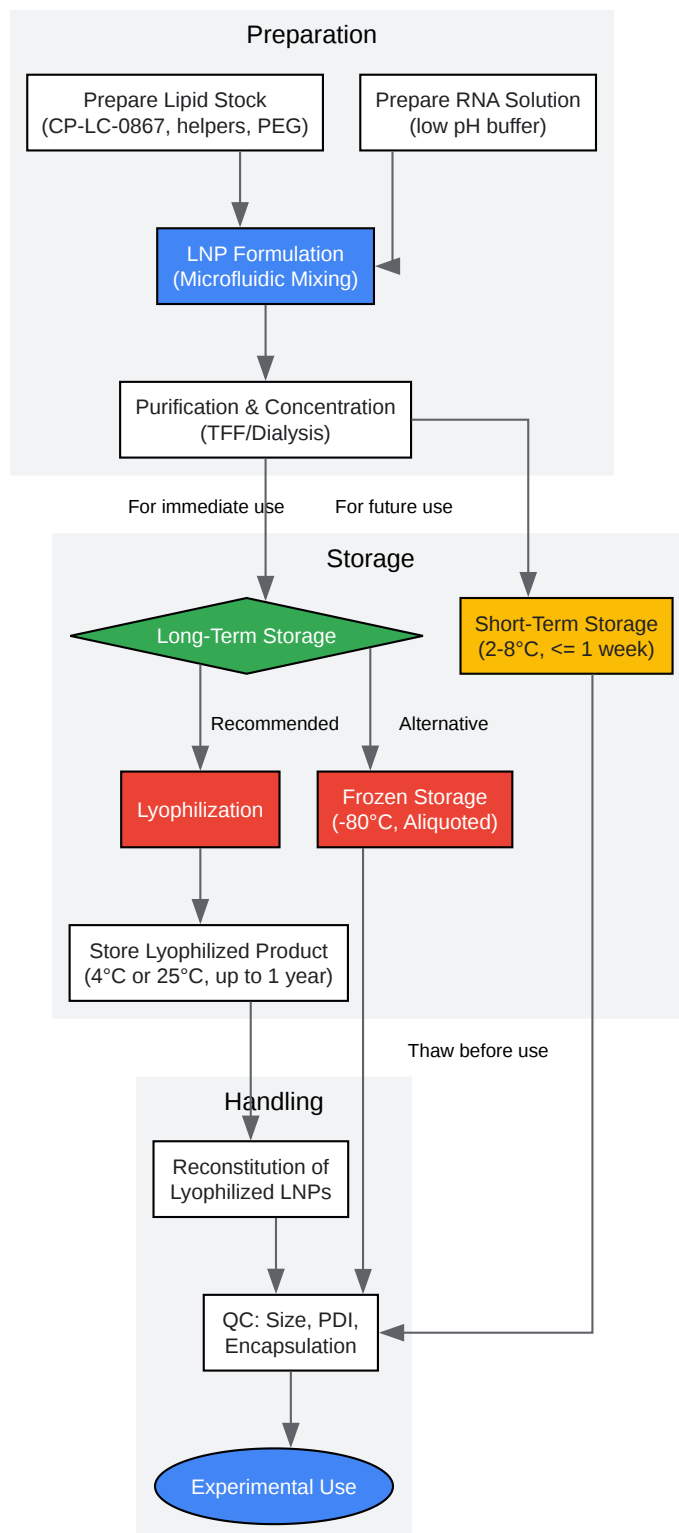 Preparation
Prepare Lipid Stock
(CP-LC-0867, helpers, PEG)
Prepare RNA Solution
(low pH buffer)
LNP Formulation
(Microfluidic Mixing)
Purification & Concentration
(TFF/Dialysis)
For immediate use
For future use
Storage
Long-Term Storage
Short-Term Storage
(2-8°C, <= 1 week)
Recommended
Alternative
Lyophilization
Frozen Storage
(-80°C, Aliquoted)
Store Lyophilized Product
(4°C or 25°C, up to 1 year)
Thaw before use
Handling
Reconstitution of
Lyophilized LNPs
QC: Size, PDI,
Encapsulation
Experimental Use